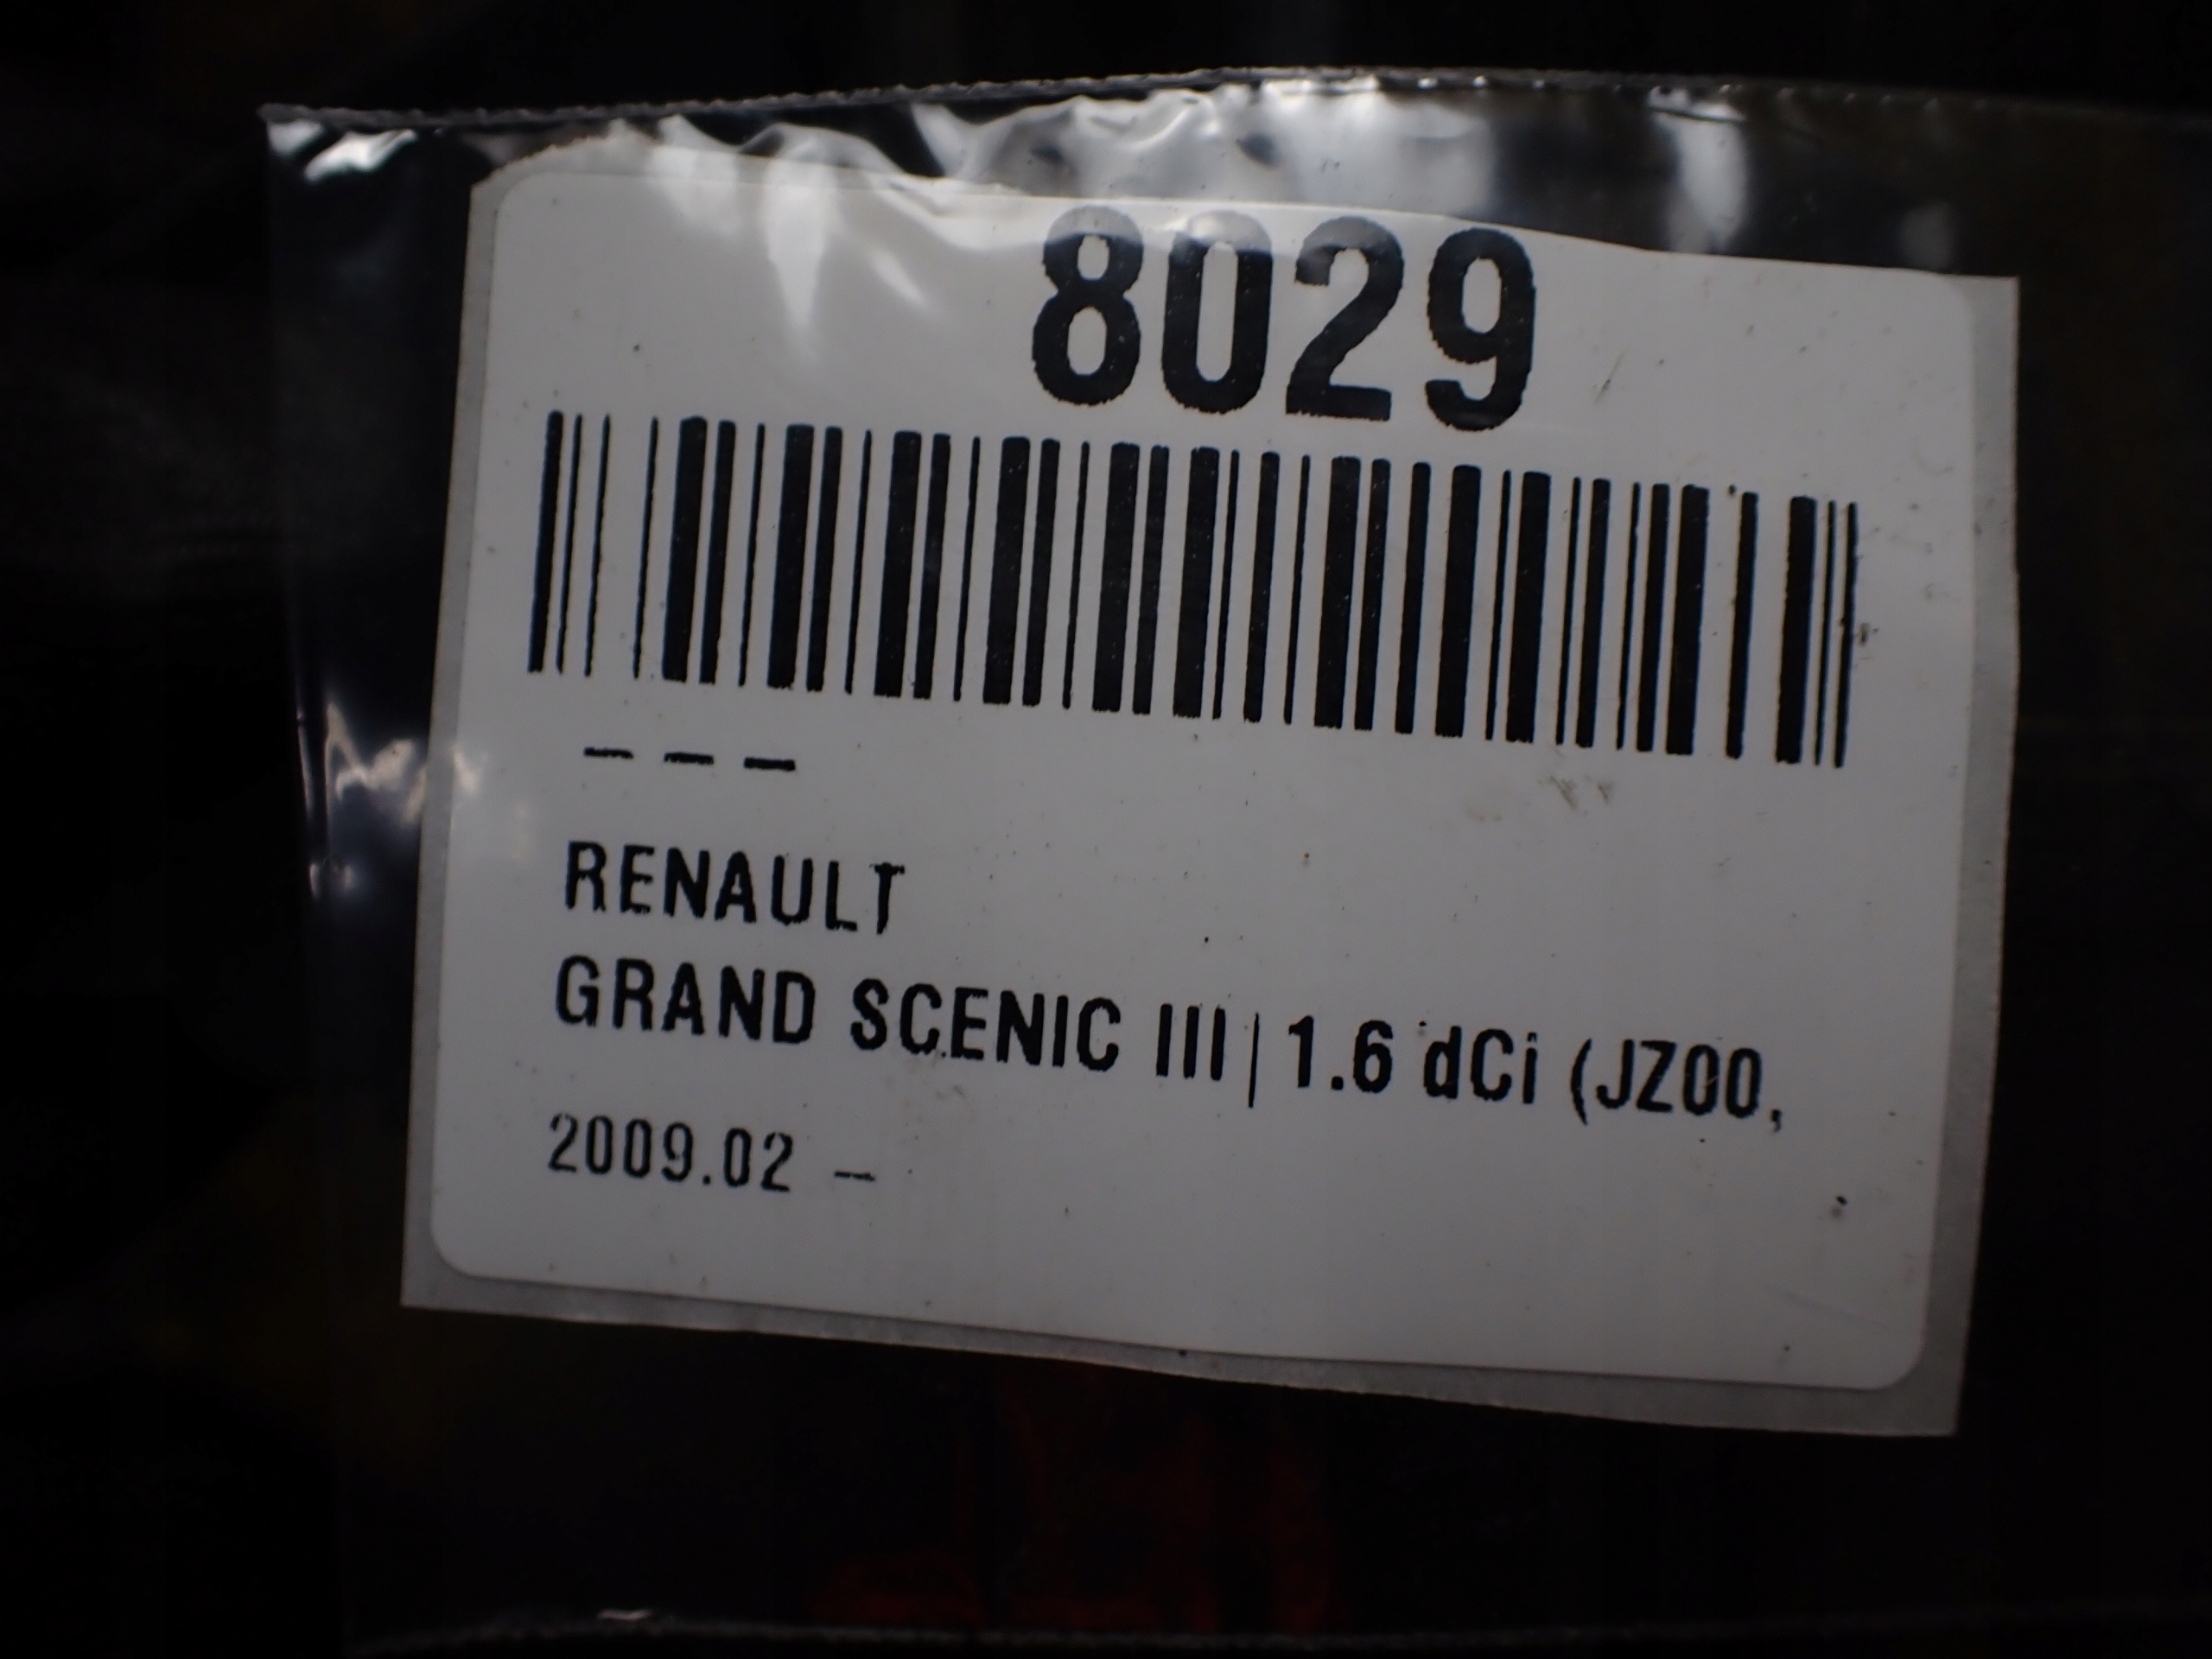 8029
– – –
RENAULT
GRAND SCENIC III | 1.6 dCi (JZ00,
2009.02 –